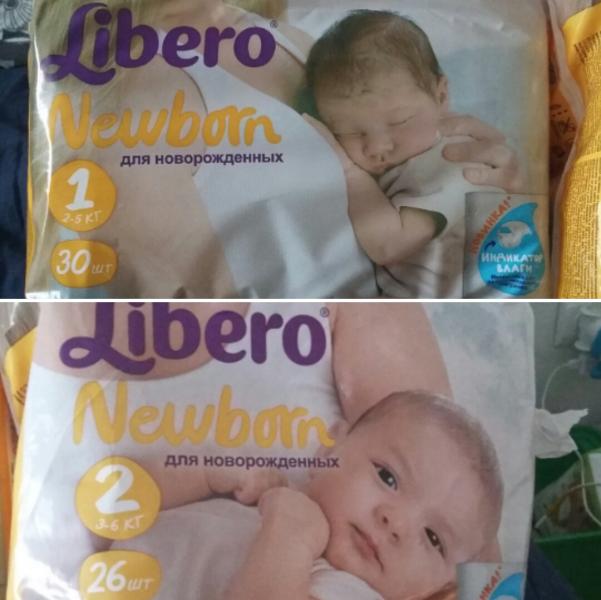 Libero®
Newborn
для новорожденных
1
2-5 КГ
30 шт
НОВИНКА!
ИНДИКАТОР
ВЛАГИ
Libero®
Newborn
для новорожденных
2
3-6 КГ
26 шт